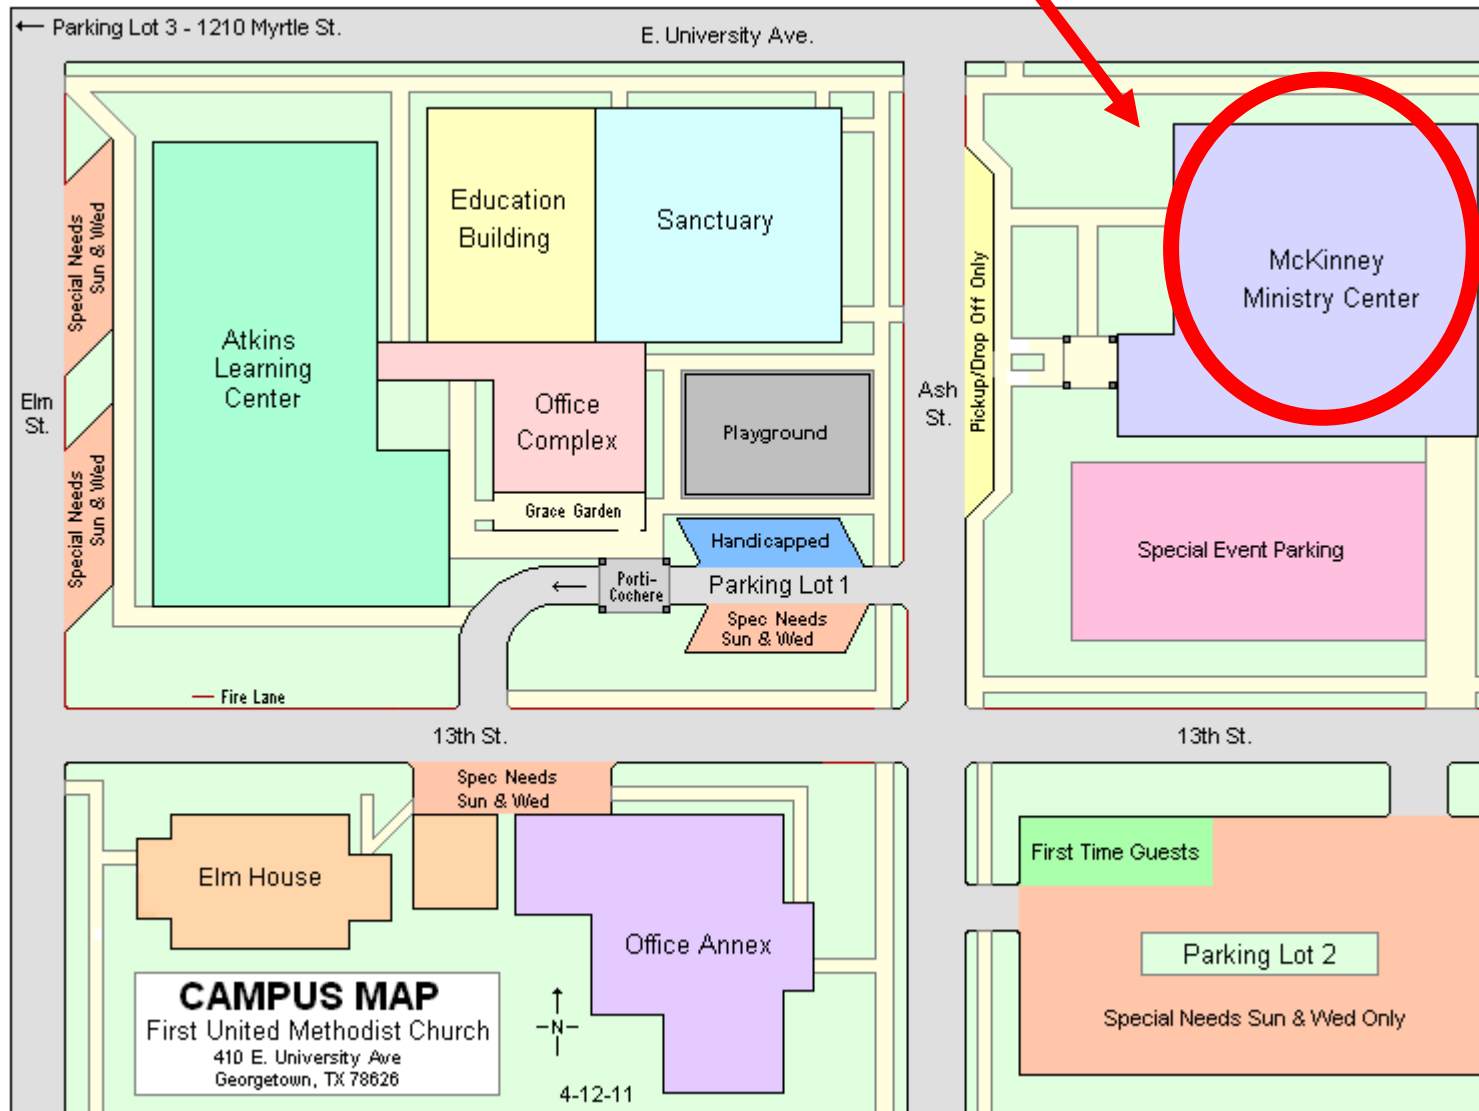 ← Parking Lot 3 - 1210 Myrtle St.
E. University Ave.
Special Needs
Sun & Wed
Education
Building
Sanctuary
McKinney
Ministry Center
Pickup/Drop Off Only
Atkins
Learning
Center
Elm
St.
Office
Complex
Playground
Ash
St.
Special Needs
Sun & Wed
Grace Garden
Handicapped
Special Event Parking
←
Porti-
Cochere
Parking Lot 1
Spec Needs
Sun & Wed
Fire Lane
13th St.
13th St.
Spec Needs
Sun & Wed
Elm House
First Time Guests
Office Annex
Parking Lot 2
CAMPUS MAP
First United Methodist Church
410 E. University Ave
Georgetown, TX 78626
-N-
4-12-11
Special Needs Sun & Wed Only